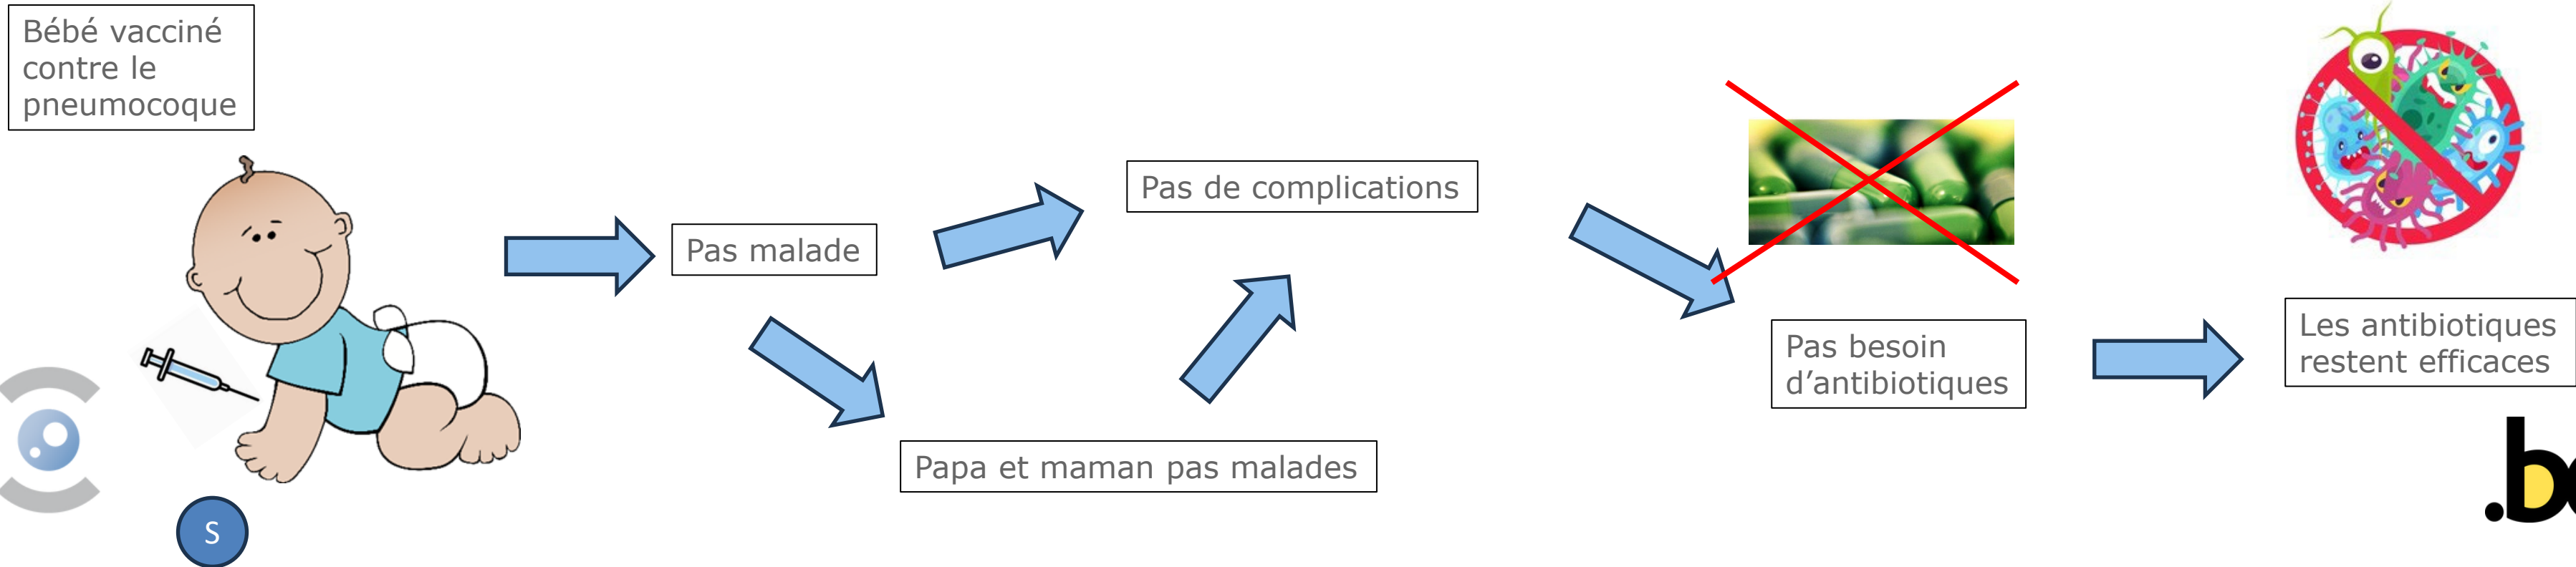 Bébé vacciné
contre le
pneumocoque
Pas malade
Pas de complications
Papa et maman pas malades
Pas besoin
d’antibiotiques
Les antibiotiques
restent efficaces
S
.be